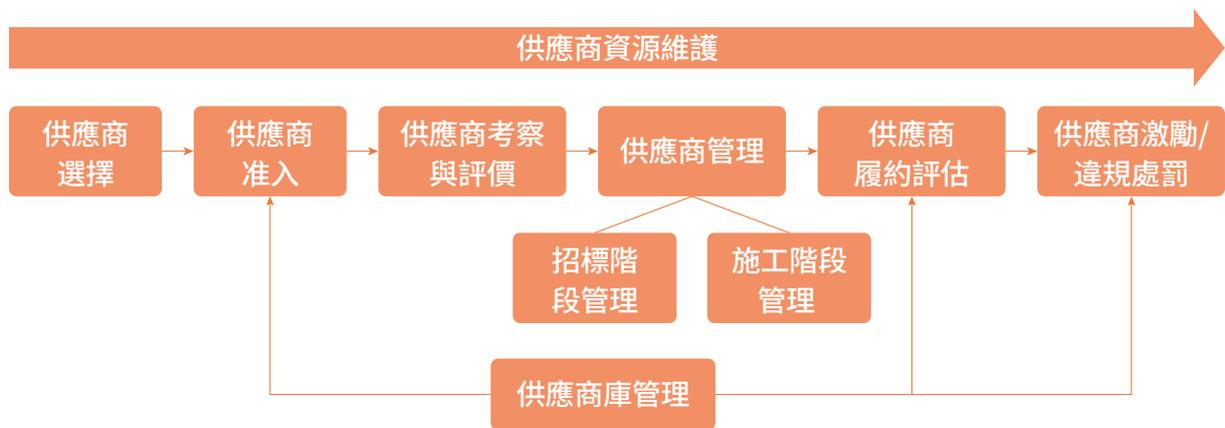 供應商資源維護
供應商
選擇
供應商
准入
供應商考察
與評價
供應商管理
供應商
履約評估
供應商激勵/
違規處罰
招標階
段管理
施工階段
管理
供應商庫管理